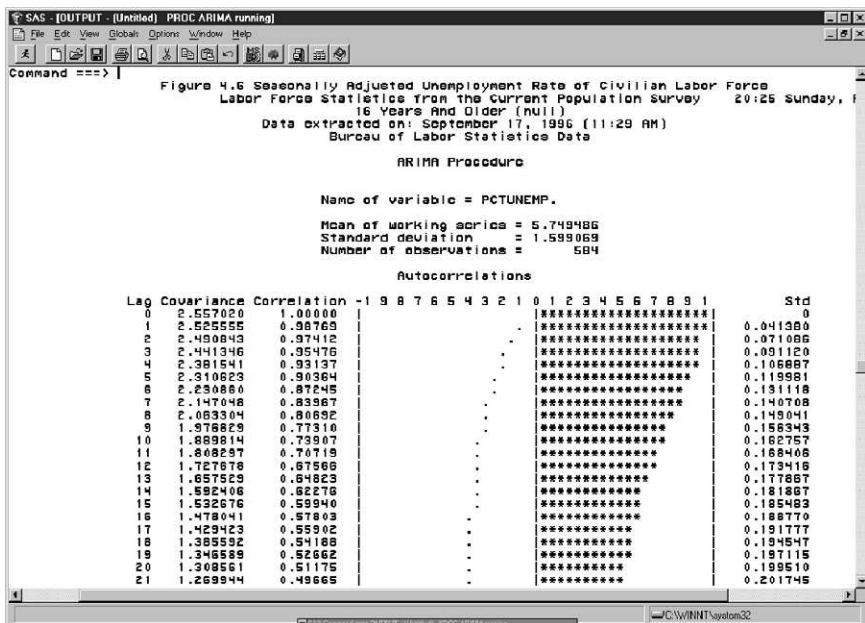 SAS - [OUTPUT - (Untitled) PROC ARIMA running]
File Edit View Globals Options Window Help
Command ===>
Figure 4.6 Seasonally Adjusted Unemployment Rate of Civilian Labor Force
Labor Force Statistics from the Current Population Survey 20:25 Sunday,
16 Years And Older (null)
Data extracted on: September 17, 1996 (11:29 AM)
Bureau of Labor Statistics Data
ARIMA Procedure
Name of variable = PCTUNEMP.
Mean of working series = 5.749486
Standard deviation = 1.599069
Number of observations = 584
Autocorrelations
Lag Covariance Correlation -1 9 8 7 6 5 4 3 2 1 0 1 2 3 4 5 6 7 8 9 1 Std
0 2.557020 1.00000 | |********************| 0
1 2.525555 0.98769 | . |********************| 0.041380
2 2.490843 0.97412 | . |******************* | 0.071086
3 2.441346 0.95476 | . |******************* | 0.091120
4 2.381541 0.93137 | . |******************* | 0.106887
5 2.310623 0.90364 | . |****************** | 0.119981
6 2.230860 0.87245 | . |***************** | 0.131118
7 2.147048 0.83967 | . |***************** | 0.140708
8 2.063304 0.80692 | . |**************** | 0.149041
9 1.976829 0.77310 | . |*************** | 0.156343
10 1.889814 0.73907 | . |*************** | 0.162757
11 1.808297 0.70719 | . |************** | 0.168406
12 1.727678 0.67566 | . |************** | 0.173416
13 1.657529 0.64823 | . |************* | 0.177867
14 1.592406 0.62276 | . |************ | 0.181867
15 1.532676 0.59940 | . |************ | 0.185483
16 1.478041 0.57803 | . |************ | 0.188770
17 1.429423 0.55902 | . |*********** | 0.191777
18 1.385592 0.54188 | . |*********** | 0.194547
19 1.346589 0.52662 | . |*********** | 0.197115
20 1.308561 0.51175 | . |********** | 0.199510
21 1.269944 0.49665 | . |********** | 0.201745
C:\WINNT\system32